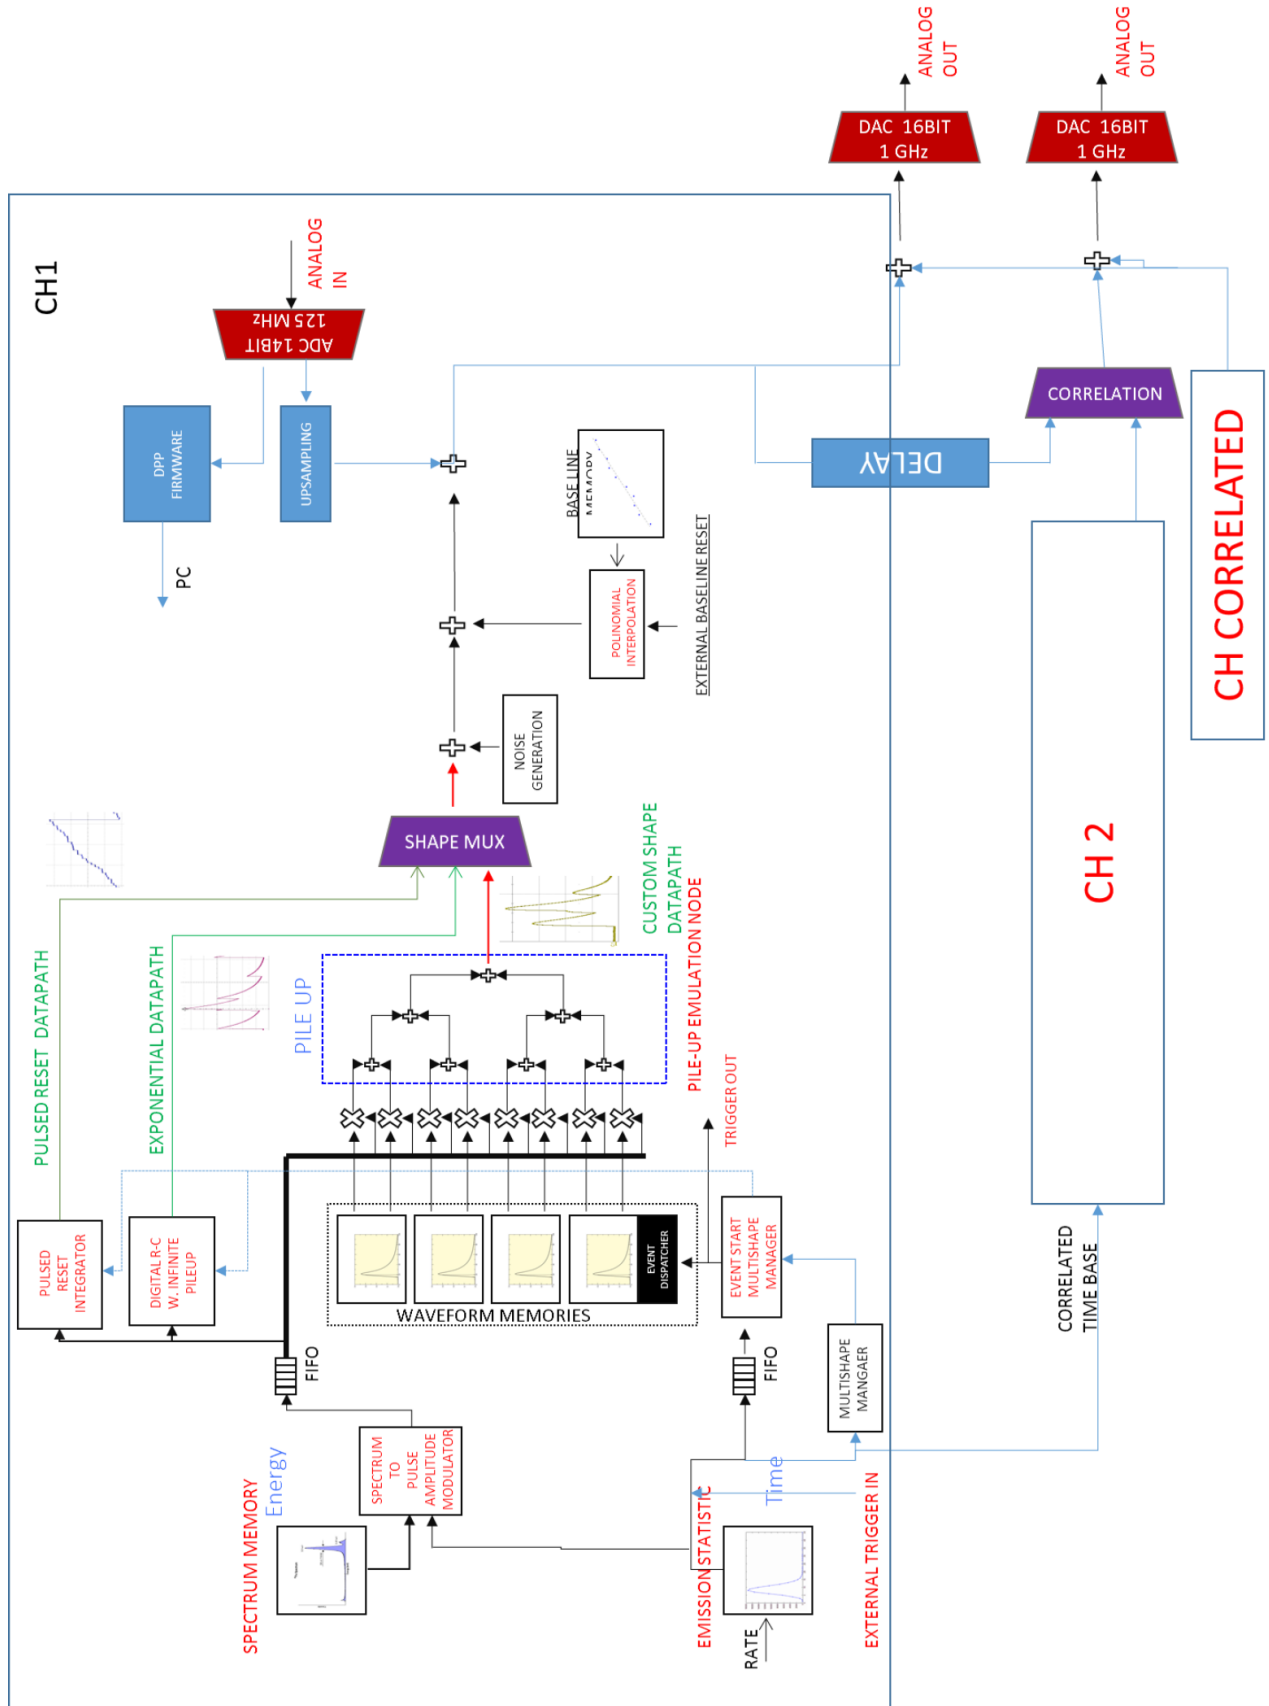 CH1
ANALOG
OUT
ANALOG
OUT
DAC 16BIT
1 GHz
DAC 16BIT
1 GHz
ANALOG
IN
ADC 14BIT
125 MHz
DPP
FIRMWARE
UPSAMPLING
PC
BASE LINE
MEMORY
POLINOMIAL
INTERPOLATION
EXTERNAL BASELINE RESET
NOISE
GENERATION
DELAY
CORRELATION
CH CORRELATED
CH 2
SHAPE MUX
CUSTOM SHAPE
DATAPATH
PULSED RESET DATAPATH
EXPONENTIAL DATAPATH
PILE UP
PILE-UP EMULATION NODE
TRIGGER OUT
PULSED
RESET
INTEGRATOR
DIGITAL R-C
W. INFINITE
PILEUP
EVENT
DISPATCHER
WAVEFORM MEMORIES
EVENT START
MULTISHAPE
MANAGER
FIFO
FIFO
MULTISHAPE
MANGAER
CORRELATED
TIME BASE
SPECTRUM
TO
PULSE
AMPLITUDE
MODULATOR
Energy
SPECTRUM MEMORY
Time
EMISSION STATISTIC
RATE
EXTERNAL TRIGGER IN